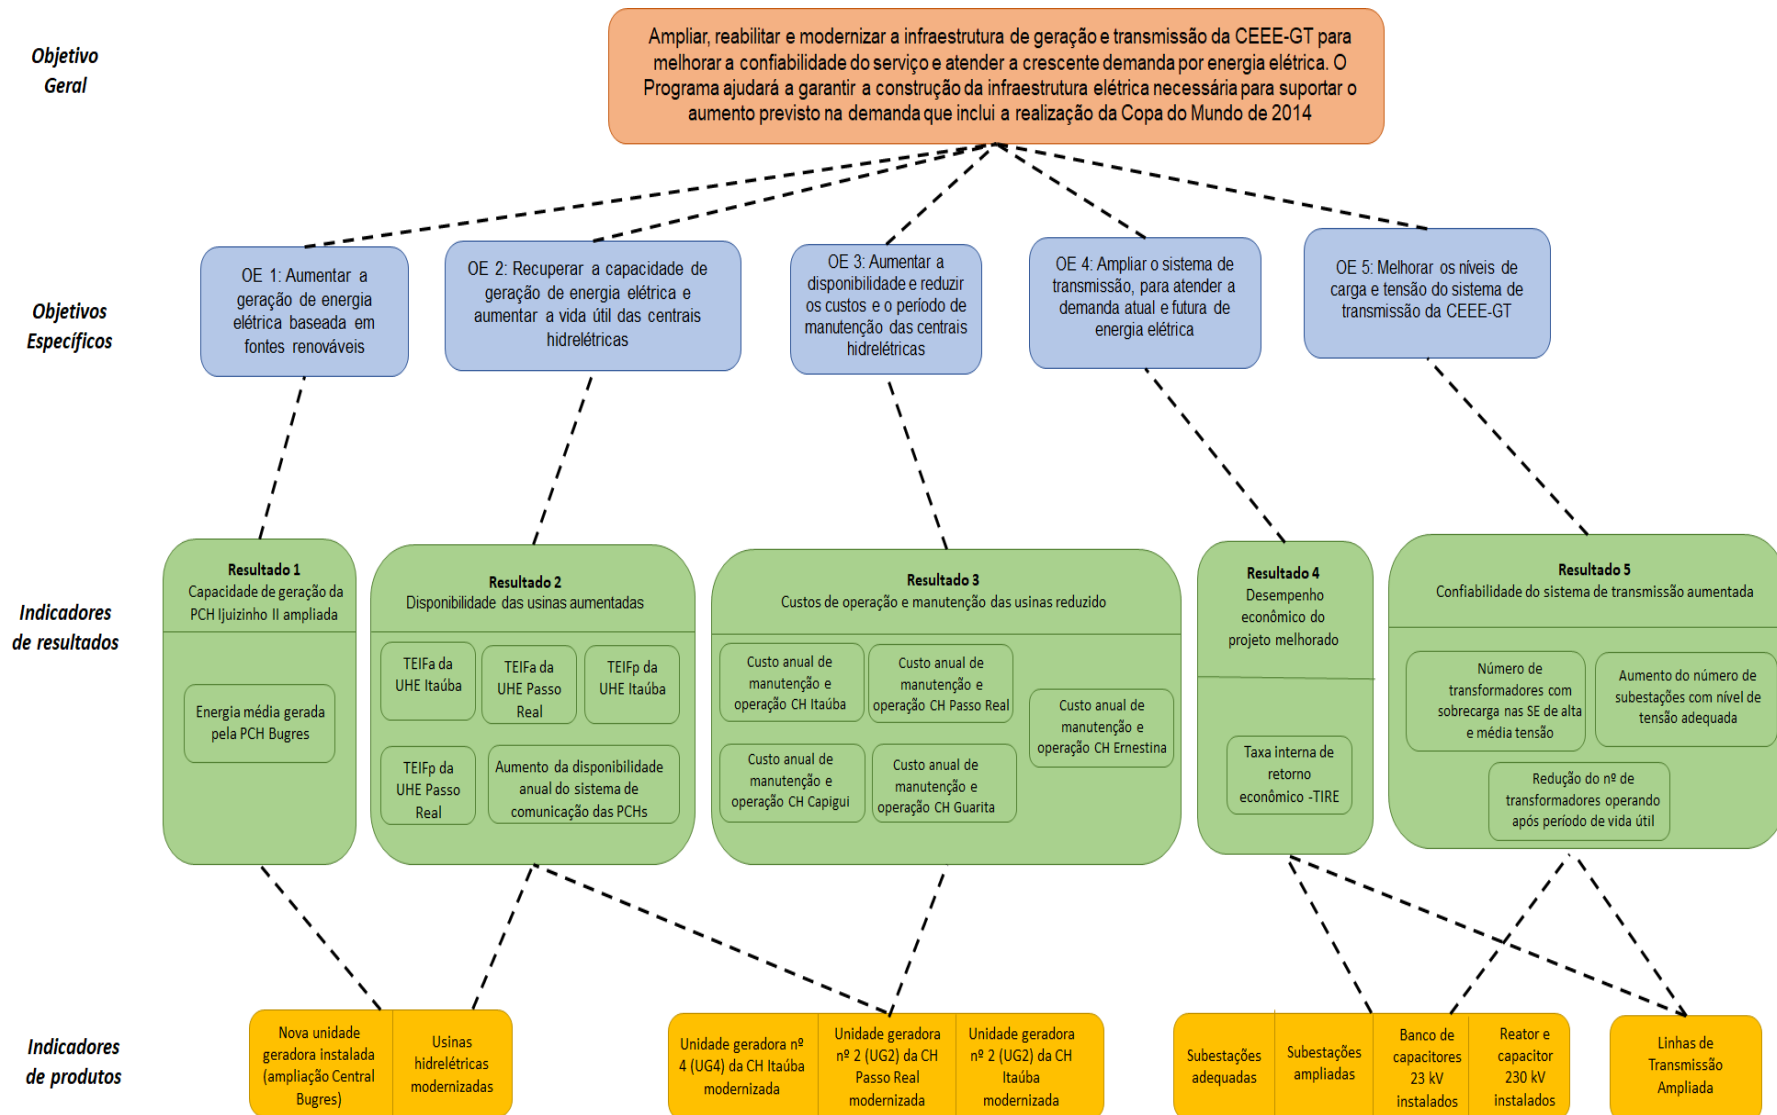 Objetivo
Geral
Ampliar, reabilitar e modernizar a infraestrutura de geração e transmissão da CEEE-GT para
melhorar a confiabilidade do serviço e atender a crescente demanda por energia elétrica. O
Programa ajudará a garantir a construção da infraestrutura elétrica necessária para suportar o
aumento previsto na demanda que inclui a realização da Copa do Mundo de 2014
Objetivos
Específicos
OE 1: Aumentar a
geração de energia
elétrica baseada em
fontes renováveis
OE 2: Recuperar a capacidade de
geração de energia elétrica e
aumentar a vida útil das centrais
hidrelétricas
OE 3: Aumentar a
disponibilidade e reduzir
os custos e o período de
manutenção das centrais
hidrelétricas
OE 4: Ampliar o sistema de
transmissão, para atender a
demanda atual e futura de
energia elétrica
OE 5: Melhorar os níveis de
carga e tensão do sistema de
transmissão da CEEE-GT
Indicadores
de resultados
Resultado 1
Capacidade de geração da
PCH Ijuizinho II ampliada
Energia média gerada
pela PCH Bugres
Resultado 2
Disponibilidade das usinas aumentadas
TEIFa da
UHE Itaúba
TEIFa da
UHE Passo
Real
TEIFp da
UHE Itaúba
TEIFp da
UHE Passo
Real
Aumento da disponibilidade
anual do sistema de
comunicação das PCHs
Resultado 3
Custos de operação e manutenção das usinas reduzido
Custo anual de
manutenção e
operação CH Itaúba
Custo anual de
manutenção e
operação CH Passo Real
Custo anual de
manutenção e
operação CH Ernestina
Custo anual de
manutenção e
operação CH Capigui
Custo anual de
manutenção e
operação CH Guarita
Resultado 4
Desempenho
econômico do
projeto melhorado
Taxa interna de
retorno
econômico -TIRE
Resultado 5
Confiabilidade do sistema de transmissão aumentada
Número de
transformadores com
sobrecarga nas SE de alta
e média tensão
Aumento do número de
subestações com nível de
tensão adequada
Redução do nº de
transformadores operando
após período de vida útil
Indicadores
de produtos
Nova unidade
geradora instalada
(ampliação Central
Bugres)
Usinas
hidrelétricas
modernizadas
Unidade geradora nº
4 (UG4) da CH Itaúba
modernizada
Unidade geradora
nº 2 (UG2) da CH
Passo Real
modernizada
Unidade geradora
nº 2 (UG2) da CH
Itaúba
modernizada
Subestações
adequadas
Subestações
ampliadas
Banco de
capacitores
23 kV
instalados
Reator e
capacitor
230 kV
instalados
Linhas de
Transmissão
Ampliada